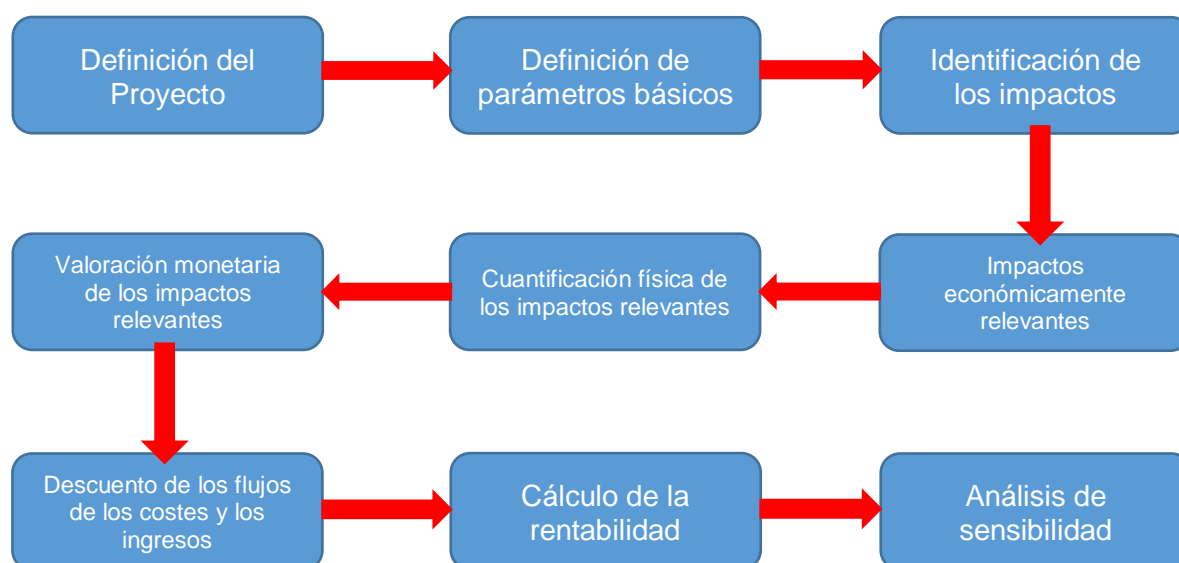 Definición del
Proyecto
Definición de
parámetros básicos
Identificación de
los impactos
Impactos
económicamente
relevantes
Cuantificación física de
los impactos relevantes
Valoración monetaria
de los impactos
relevantes
Descuento de los flujos
de los costes y los
ingresos
Cálculo de la
rentabilidad
Análisis de
sensibilidad